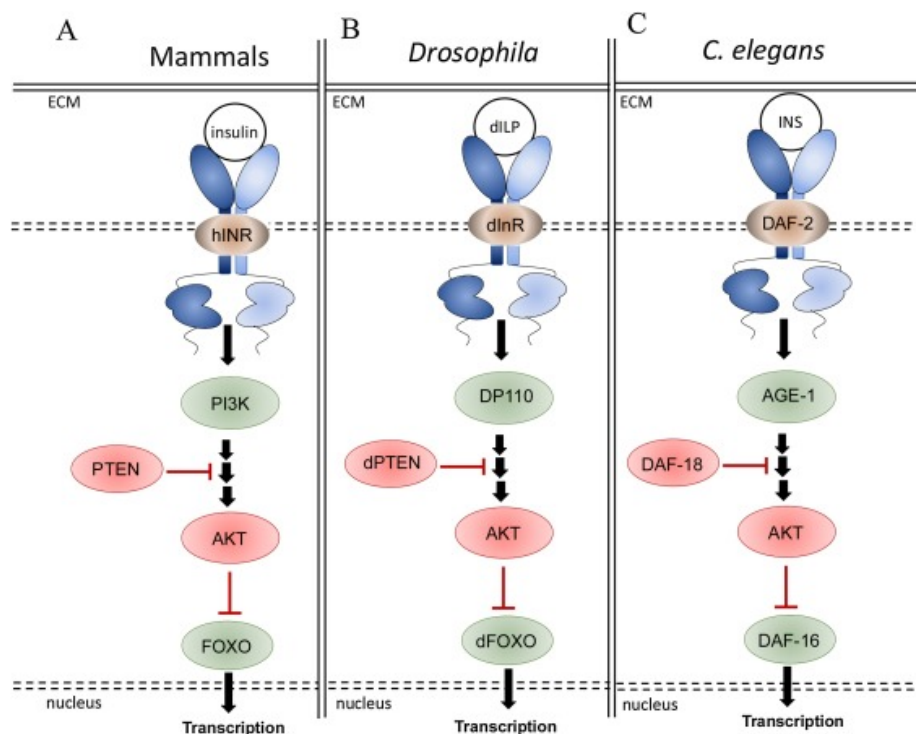 A
Mammals
ECM
insulin
hINR
PI3K
PTEN
AKT
FOXO
nucleus
Transcription
B
Drosophila
ECM
dILP
dInR
DP110
dPTEN
AKT
dFOXO
nucleus
Transcription
C
C. elegans
ECM
INS
DAF-2
AGE-1
DAF-18
AKT
DAF-16
nucleus
Transcription